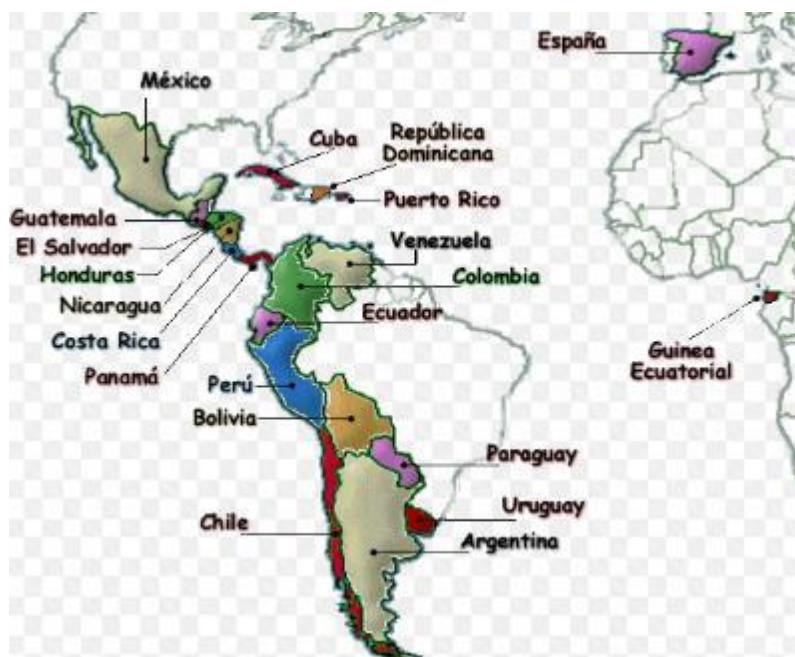 España
México
Cuba
República
Dominicana
Puerto Rico
Guatemala
El Salvador
Honduras
Nicaragua
Costa Rica
Panamá
Venezuela
Colombia
Ecuador
Guinea
Ecuatorial
Perú
Bolivia
Paraguay
Chile
Uruguay
Argentina